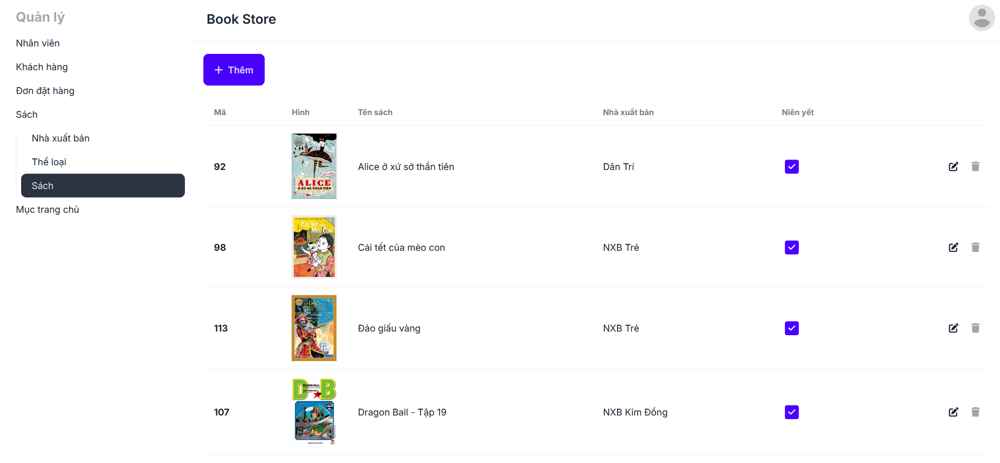 Quản lý
Nhân viên
Khách hàng
Đơn đặt hàng
Sách
Nhà xuất bản
Thể loại
Sách
Mục trang chủ
Book Store
+ Thêm
Mã Hình Tên sách Nhà xuất bản Niên yết
92 Alice ở xứ sở thần tiên Dân Trí
ALICE
Ở XỨ SỞ THẦN TIÊN
98 Cái tết của mèo con NXB Trẻ
Cái Tết của
Mèo Con
113 Đảo giấu vàng NXB Trẻ
ĐẢO
GIẤU VÀNG
107 Dragon Ball - Tập 19 NXB Kim Đồng
D B
DRAGON BALL
19